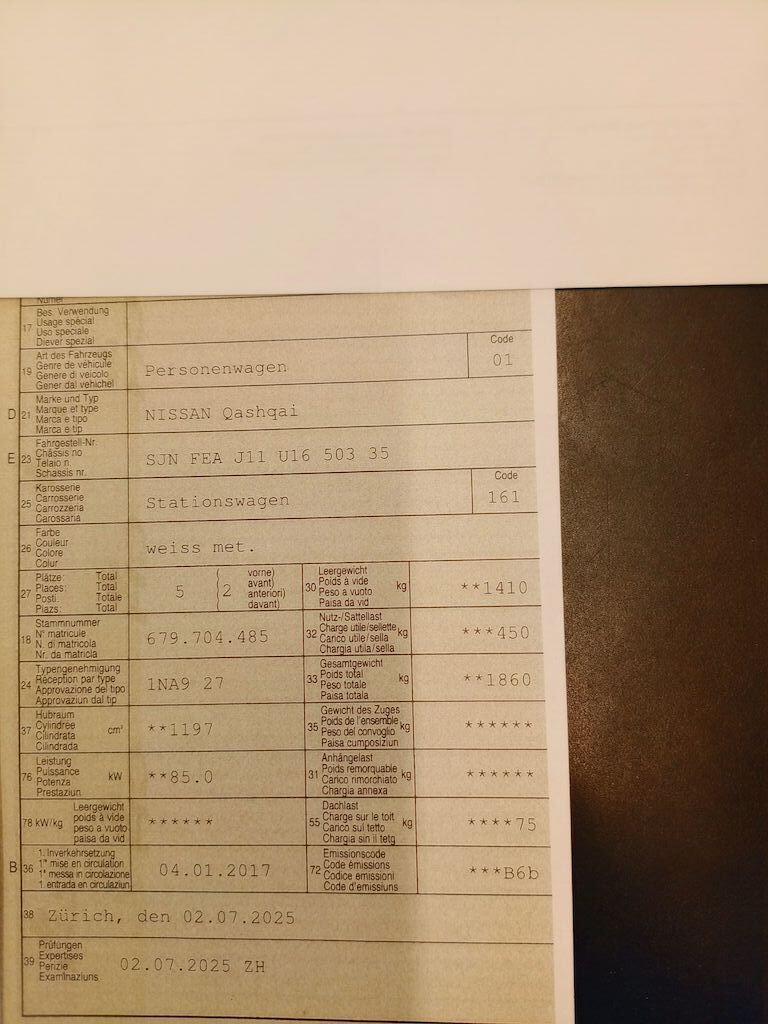 17 Bes. Verwendung
Usage spécial
Uso speciale
Diever spezial
19 Art des Fahrzeugs
Genre de véhicule
Genere di veicolo
Gener dal vehichel
Personenwagen
Code
01
D 21 Marke und Typ
Marque et type
Marca e tipo
Marca e tip
NISSAN Qashqai
E 23 Fahrgestell-Nr.
Châssis no
Telaio n.
Schassis nr.
SJN FEA J11 U16 503 35
25 Karosserie
Carrosserie
Carrozzeria
Carossaria
Stationswagen
Code
161
26 Farbe
Couleur
Colore
Colur
weiss met.
27 Plätze: Total
Places: Total
Posti: Totale
Plazs: Total
5 2 vorne)
avant)
anteriori)
davant)
30 Leergewicht
Poids à vide kg
Peso a vuoto
Paisa da vid
**1410
18 Stammnummer
N° matricule
N. di matricola
Nr. da matricla
679.704.485
32 Nutz-/Sattellast
Charge utile/sellette kg
Carico utile/sella
Chargia utila/sella
***450
24 Typengenehmigung
Réception par type
Approvazione del tipo
Approvaziun dal tip
1NA9 27
33 Gesamtgewicht
Poids total kg
Peso totale
Paisa totala
**1860
37 Hubraum
Cylindrée cm³
Cilindrata
Cilindrada
**1197
35 Gewicht des Zuges
Poids de l'ensemble kg
Peso del convoglio
Paisa cumposiziun
******
76 Leistung
Puissance kW
Potenza
Prestaziun
**85.0
31 Anhängelast
Poids remorquable kg
Carico rimorchiato
Chargia annexa
******
78 kW/kg Leergewicht
poids à vide
peso a vuoto
paisa da vid
******
55 Dachlast
Charge sur le toit kg
Carico sul tetto
Chargia sin il tetg
****75
B 36 1. Inverkehrsetzung
1re mise en circulation
1a messa in circolazione
1. entrada en circulaziun
04.01.2017
72 Emissionscode
Code émissions
Codice emissioni
Code d'emissiuns
***B6b
38 Zürich, den 02.07.2025
39 Prüfungen
Expertises
Perizie
Examinaziuns
02.07.2025 ZH